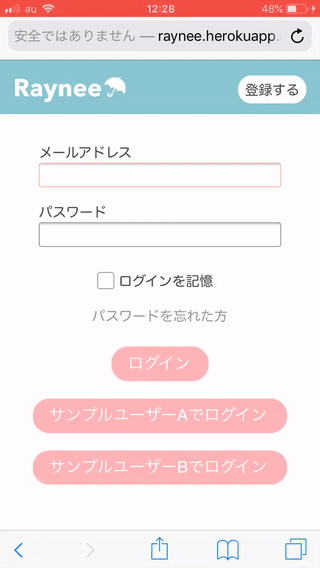 au 12:28 46%
安全ではありません — raynee.herokuapp.
Raynee
登録する
メールアドレス
パスワード
ログインを記憶
パスワードを忘れた方
ログイン
サンプルユーザーAでログイン
サンプルユーザーBでログイン